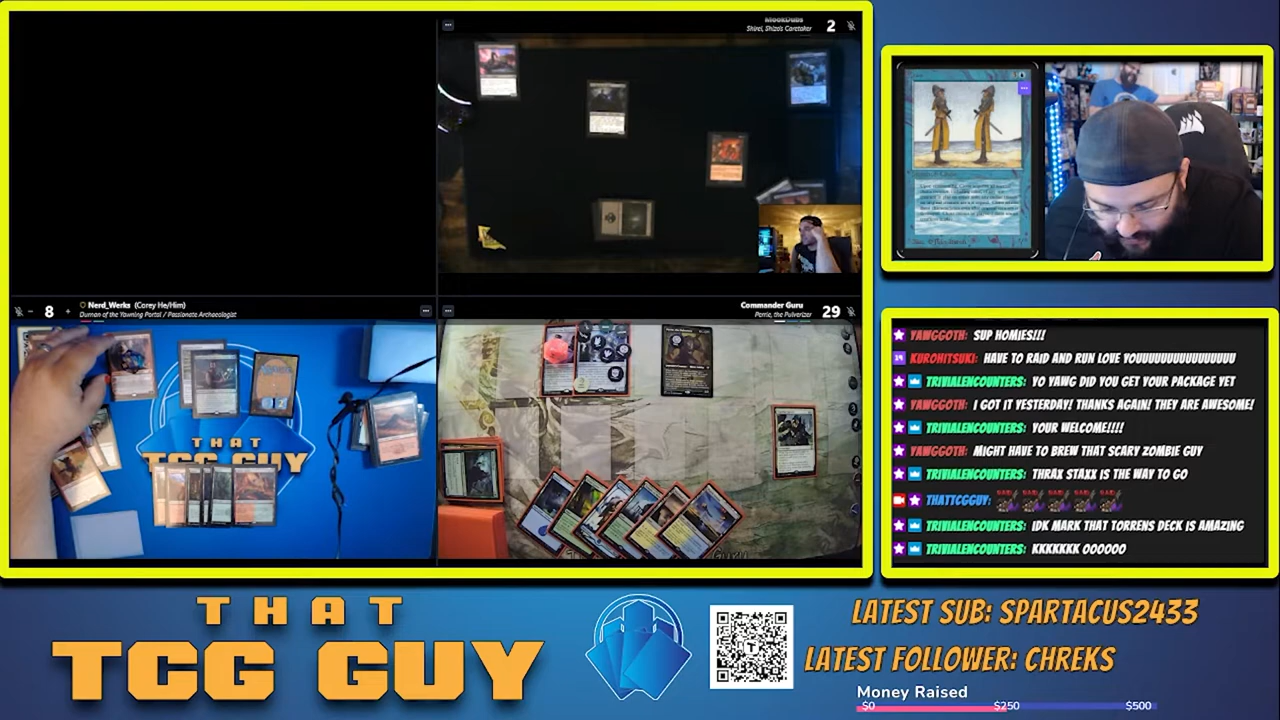 MookDubs
Shirei, Shizo's Caretaker
2
8
Nerd_Werks (Corey He/Him)
Durnan of the Yawning Portal / Passionate Archaeologist
Commander Guru
Perrie, the Pulverizer
29
THAT
TCG GUY
YAWGGOTH: SUP HOMIES!!!
KUROHITSUKI: HAVE TO RAID AND RUN LOVE YOUUUUUUUUUUUUUUUU
TRIVIALENCOUNTERS: YO YAWG DID YOU GET YOUR PACKAGE YET
YAWGGOTH: I GOT IT YESTERDAY! THANKS AGAIN! THEY ARE AWESOME!
TRIVIALENCOUNTERS: YOUR WELCOME!!!!
YAWGGOTH: MIGHT HAVE TO BREW THAT SCARY ZOMBIE GUY
TRIVIALENCOUNTERS: THRAX STAXX IS THE WAY TO GO
THATTCGGUY:
TRIVIALENCOUNTERS: IDK MARK THAT TORRENS DECK IS AMAZING
TRIVIALENCOUNTERS: KKKKKKK OOOOOO
THAT
TCG GUY
LATEST SUB: SPARTACUS2433
LATEST FOLLOWER: CHREKS
Money Raised
$0 $250 $500